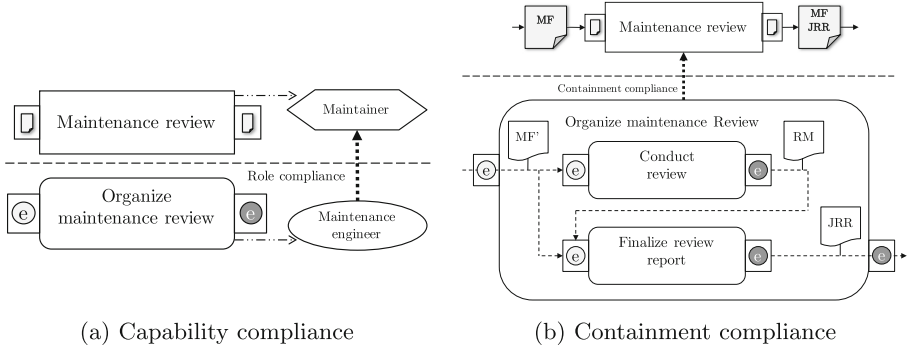 Maintenance review
Maintainer
Role compliance
e
Organize
maintenance review
e
Maintenance
engineer
(a) Capability compliance
MF
Maintenance review
MF
JRR
Containment compliance
Organize maintenance Review
MF'
RM
e
e
Conduct
review
e
JRR
e
Finalize review
report
e
e
(b) Containment compliance